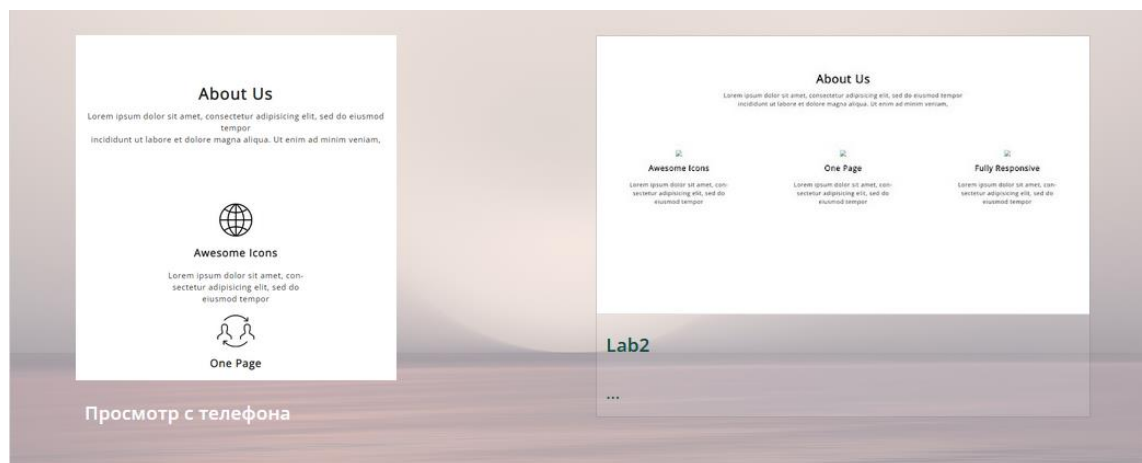 About Us
Lorem ipsum dolor sit amet, consectetur adipisicing elit, sed do eiusmod
tempor
incididunt ut labore et dolore magna aliqua. Ut enim ad minim veniam,
Awesome Icons
Lorem ipsum dolor sit amet, con-
sectetur adipisicing elit, sed do
eiusmod tempor
One Page
Просмотр с телефона
About Us
Lorem ipsum dolor sit amet, consectetur adipisicing elit, sed do eiusmod tempor
incididunt ut labore et dolore magna aliqua. Ut enim ad minim veniam,
Awesome Icons
Lorem ipsum dolor sit amet, con-
sectetur adipisicing elit, sed do
eiusmod tempor
One Page
Lorem ipsum dolor sit amet, con-
sectetur adipisicing elit, sed do
eiusmod tempor
Fully Responsive
Lorem ipsum dolor sit amet, con-
sectetur adipisicing elit, sed do
eiusmod tempor
Lab2
...